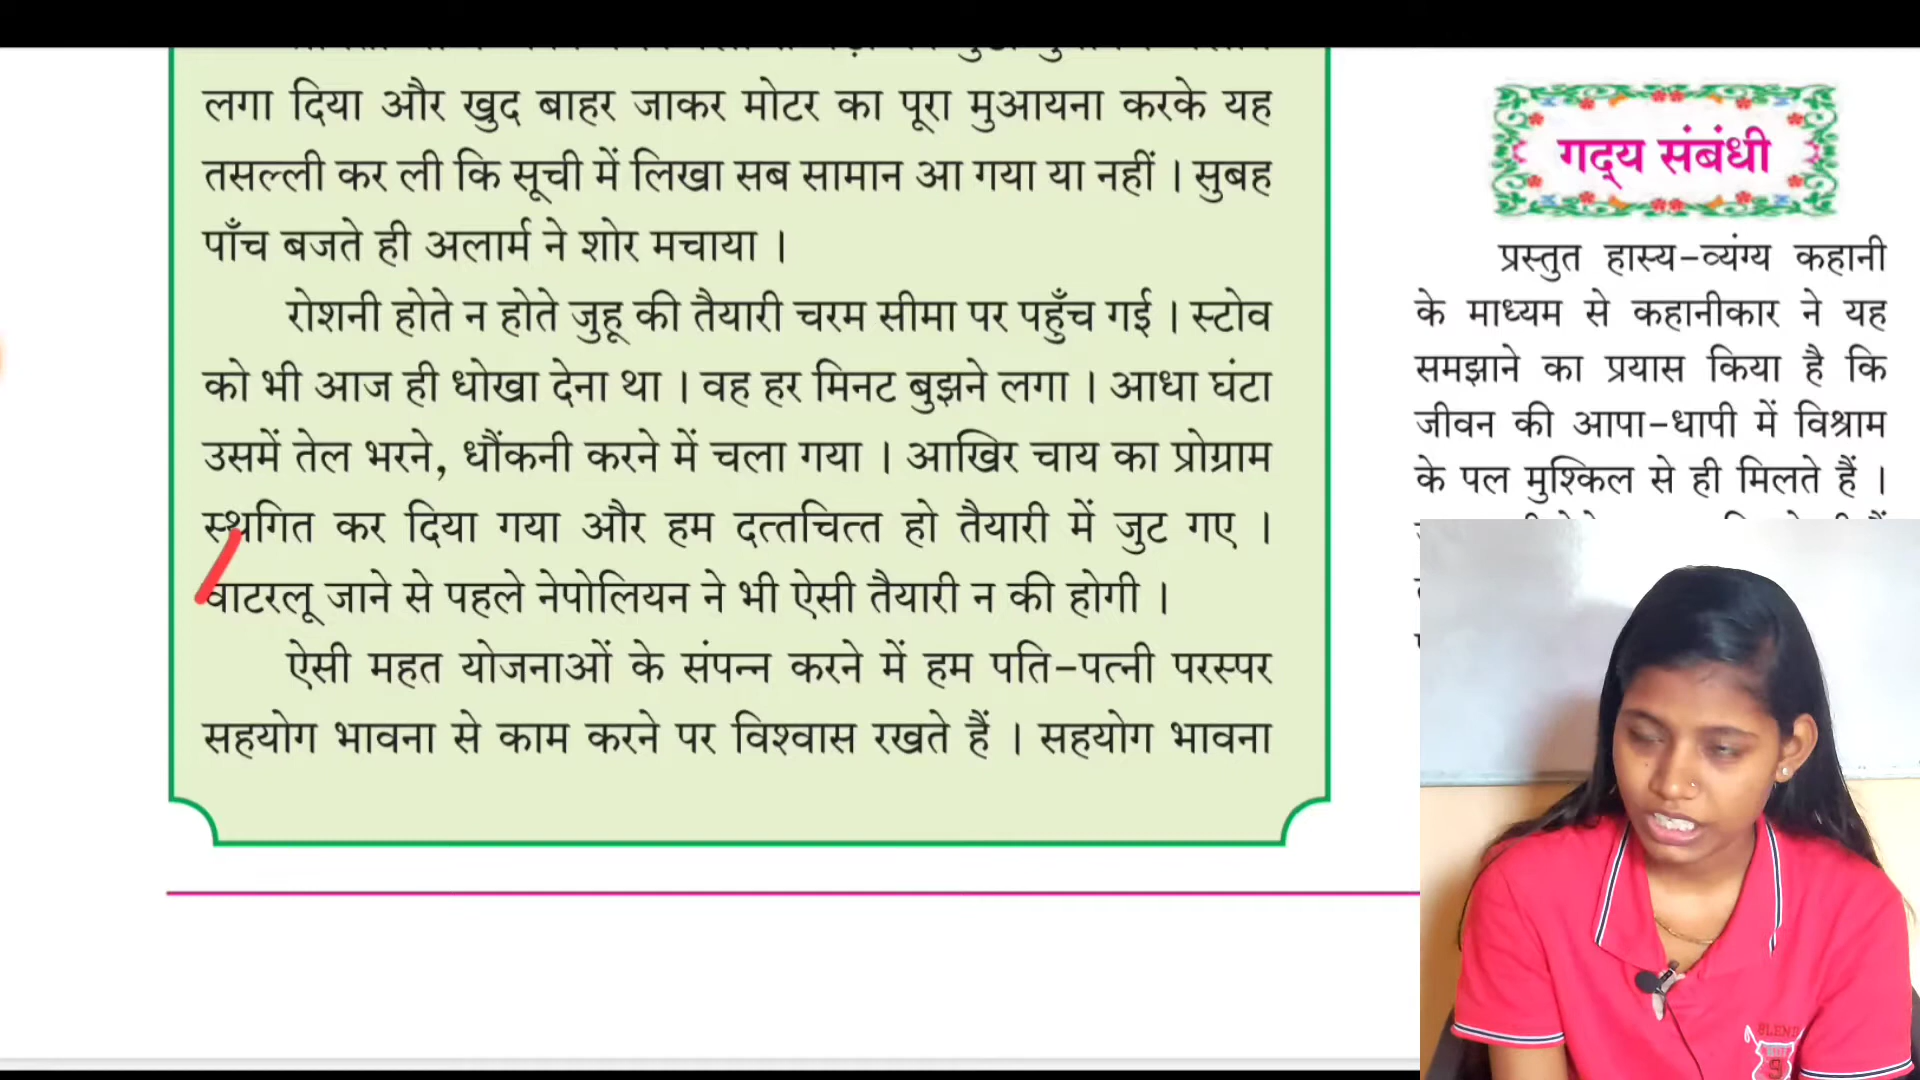 लगा दिया और खुद बाहर जाकर मोटर का पूरा मुआयना करके यह
तसल्ली कर ली कि सूची में लिखा सब सामान आ गया या नहीं । सुबह
पाँच बजते ही अलार्म ने शोर मचाया ।
रोशनी होते न होते जुहू की तैयारी चरम सीमा पर पहुँच गई । स्टोव
को भी आज ही धोखा देना था । वह हर मिनट बुझने लगा । आधा घंटा
उसमें तेल भरने, धौंकनी करने में चला गया । आखिर चाय का प्रोग्राम
स्थगित कर दिया गया और हम दत्तचित्त हो तैयारी में जुट गए ।
वाटरलू जाने से पहले नेपोलियन ने भी ऐसी तैयारी न की होगी ।
ऐसी महत योजनाओं के संपन्न करने में हम पति-पत्नी परस्पर
सहयोग भावना से काम करने पर विश्वास रखते हैं । सहयोग भावना
गद्य संबंधी
प्रस्तुत हास्य-व्यंग्य कहानी
के माध्यम से कहानीकार ने यह
समझाने का प्रयास किया है कि
जीवन की आपा-धापी में विश्राम
के पल मुश्किल से ही मिलते हैं ।
BLEND
9